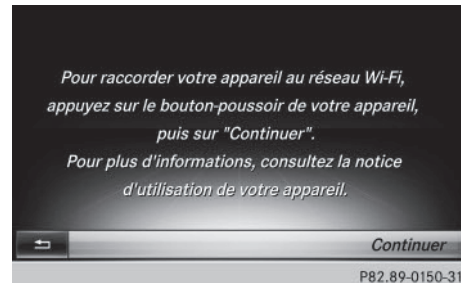 Pour raccorder votre appareil au réseau Wi-Fi,
appuyez sur le bouton-poussoir de votre appareil,
puis sur "Continuer".
Pour plus d'informations, consultez la notice
d'utilisation de votre appareil.
Continuer
P82.89-0150-31